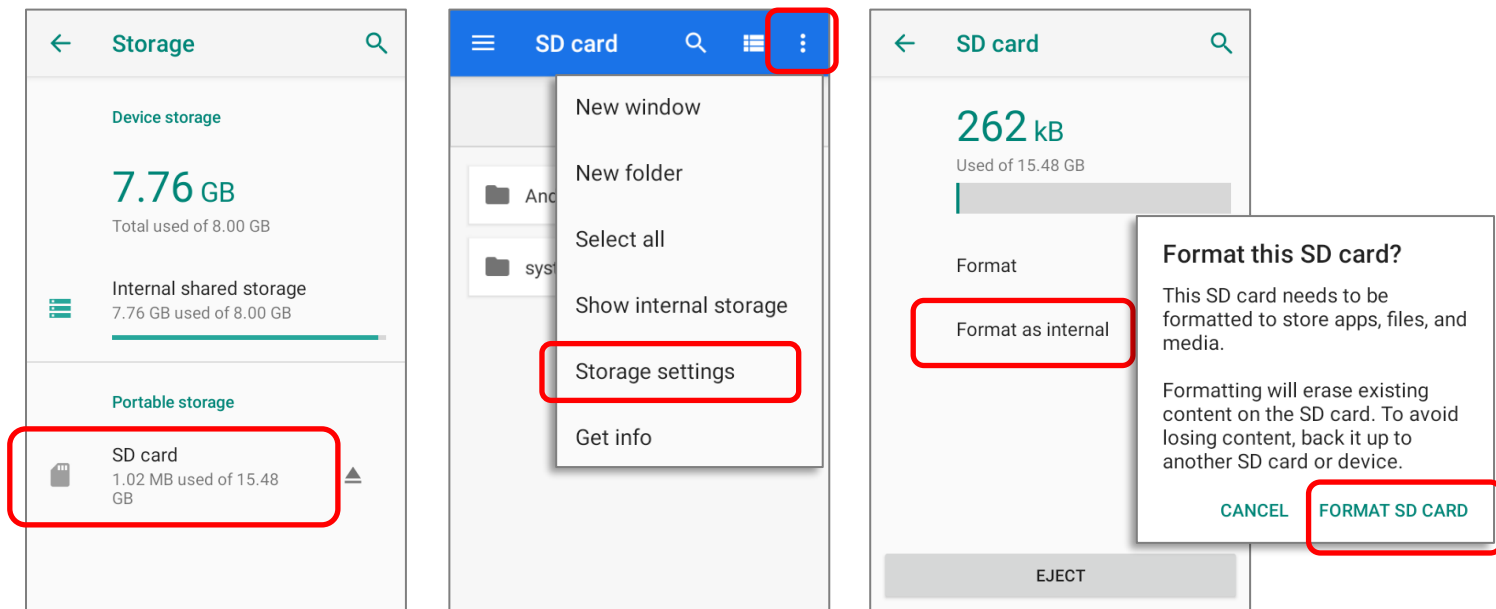 Storage
Device storage
7.76 GB
Total used of 8.00 GB
Internal shared storage
7.76 GB used of 8.00 GB
Portable storage
SD card
1.02 MB used of 15.48
GB
SD card
New window
New folder
Select all
Show internal storage
Storage settings
Get info
SD card
262 kB
Used of 15.48 GB
Format
Format as internal
EJECT
Format this SD card?
This SD card needs to be
formatted to store apps, files, and
media.
Formatting will erase existing
content on the SD card. To avoid
losing content, back it up to
another SD card or device.
CANCEL FORMAT SD CARD